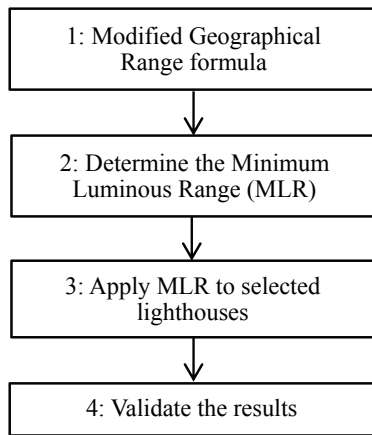 1: Modified Geographical
Range formula
2: Determine the Minimum
Luminous Range (MLR)
3: Apply MLR to selected
lighthouses
4: Validate the results